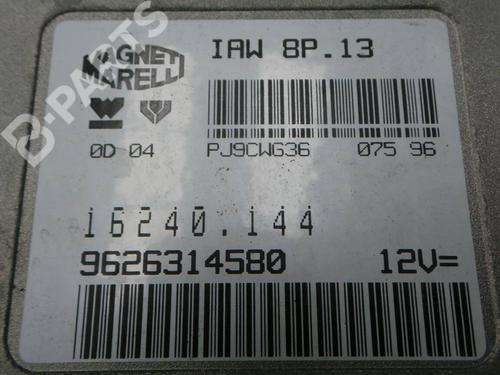 MAGNETI
MARELLI
IAW 8P.13
0D 04
PJ9CWG36
075 96
16240.144
9626314580
12V=
B-PARTS